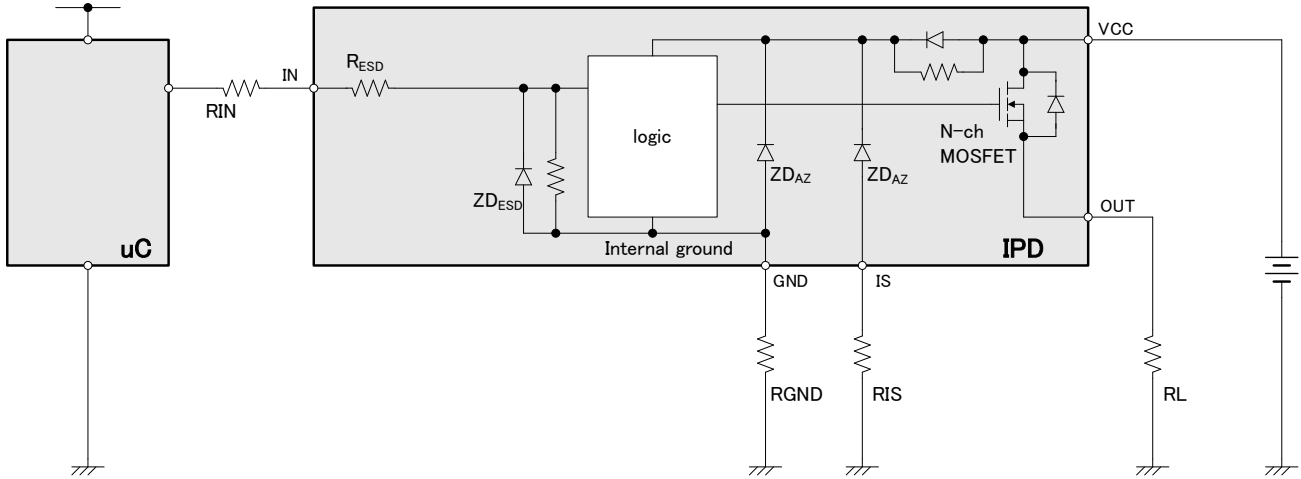 VCC
R_ESD
IN
RIN
N-ch
MOSFET
logic
ZD_AZ
ZD_AZ
ZD_ESD
OUT
uC
Internal ground
IPD
GND
IS
RGND
RIS
RL